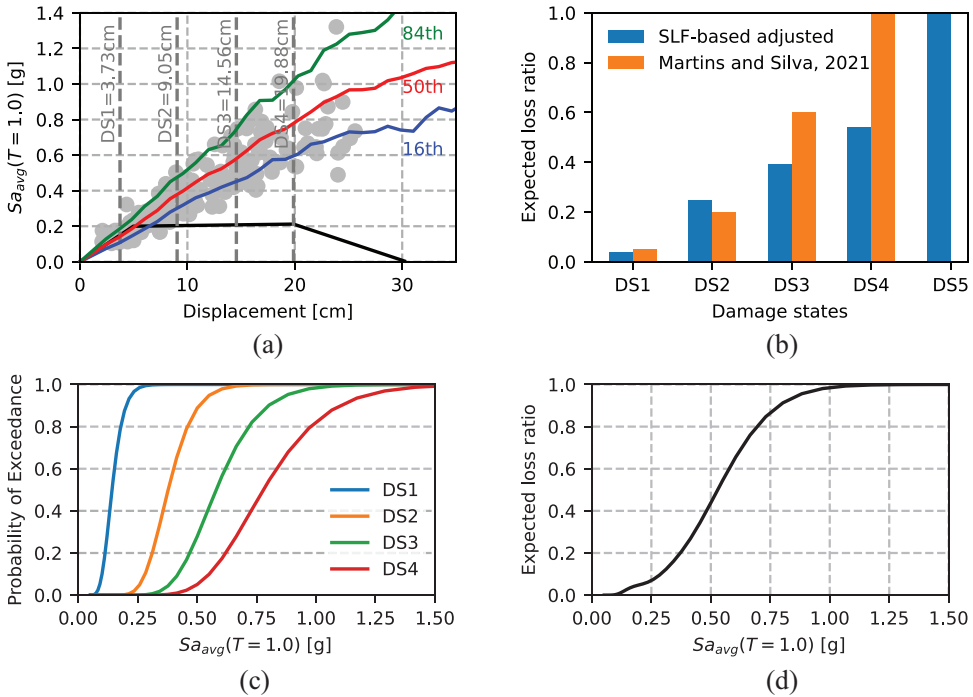 1.4
1.2
1.0
0.8
0.6
0.4
0.2
0.0
Sa_avg(T = 1.0) [g]
DS1=3.73cm
DS2=9.05cm
DS3=14.56cm
DS4=19.88cm
84th
50th
16th
0 10 20 30
Displacement [cm]
(a)
1.0
0.8
0.6
0.4
0.2
0.0
Expected loss ratio
SLF-based adjusted
Martins and Silva, 2021
DS1 DS2 DS3 DS4 DS5
Damage states
(b)
1.0
0.8
0.6
0.4
0.2
0.0
Probability of Exceedance
DS1
DS2
DS3
DS4
0.00 0.25 0.50 0.75 1.00 1.25 1.50
Sa_avg(T = 1.0) [g]
(c)
1.0
0.8
0.6
0.4
0.2
0.0
Expected loss ratio
0.00 0.25 0.50 0.75 1.00 1.25 1.50
Sa_avg(T = 1.0) [g]
(d)